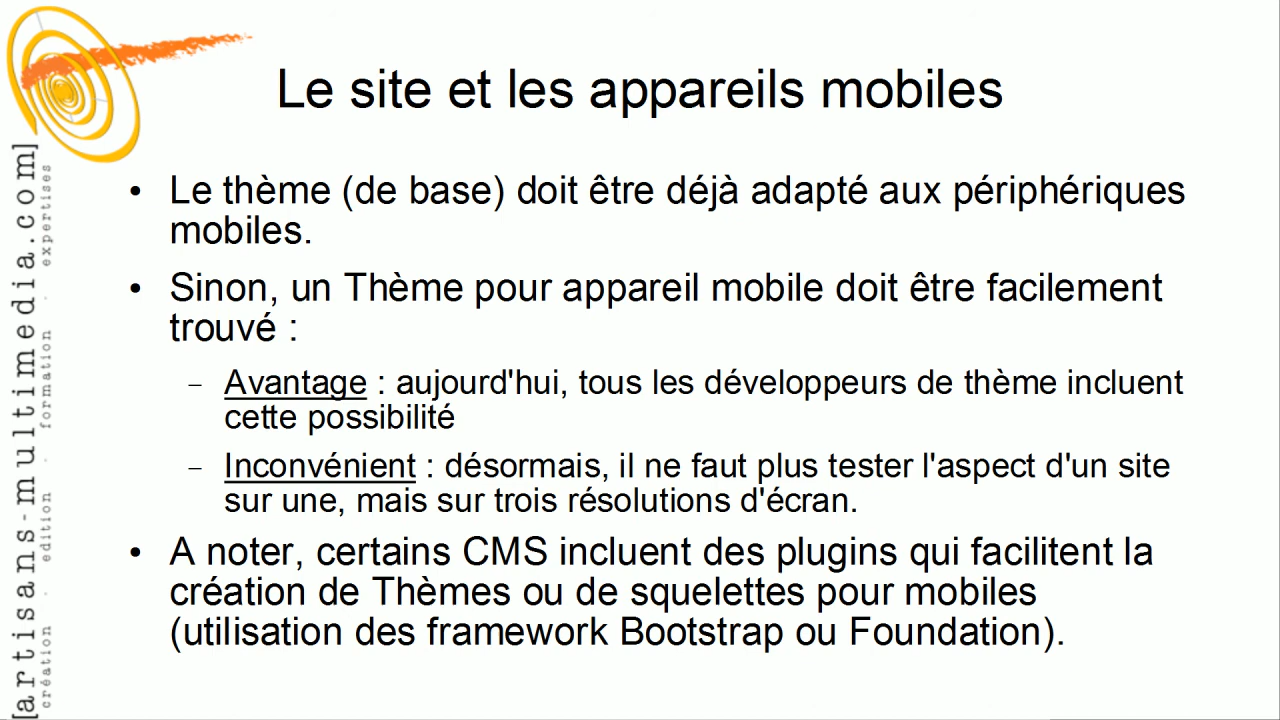 Le site et les appareils mobiles
• Le thème (de base) doit être déjà adapté aux périphériques
mobiles.
• Sinon, un Thème pour appareil mobile doit être facilement
trouvé :
– Avantage : aujourd'hui, tous les développeurs de thème incluent
cette possibilité
– Inconvénient : désormais, il ne faut plus tester l'aspect d'un site
sur une, mais sur trois résolutions d'écran.
• A noter, certains CMS incluent des plugins qui facilitent la
création de Thèmes ou de squelettes pour mobiles
(utilisation des framework Bootstrap ou Foundation).
[artisans-multimedia.com]
création . edition . formation . expertises